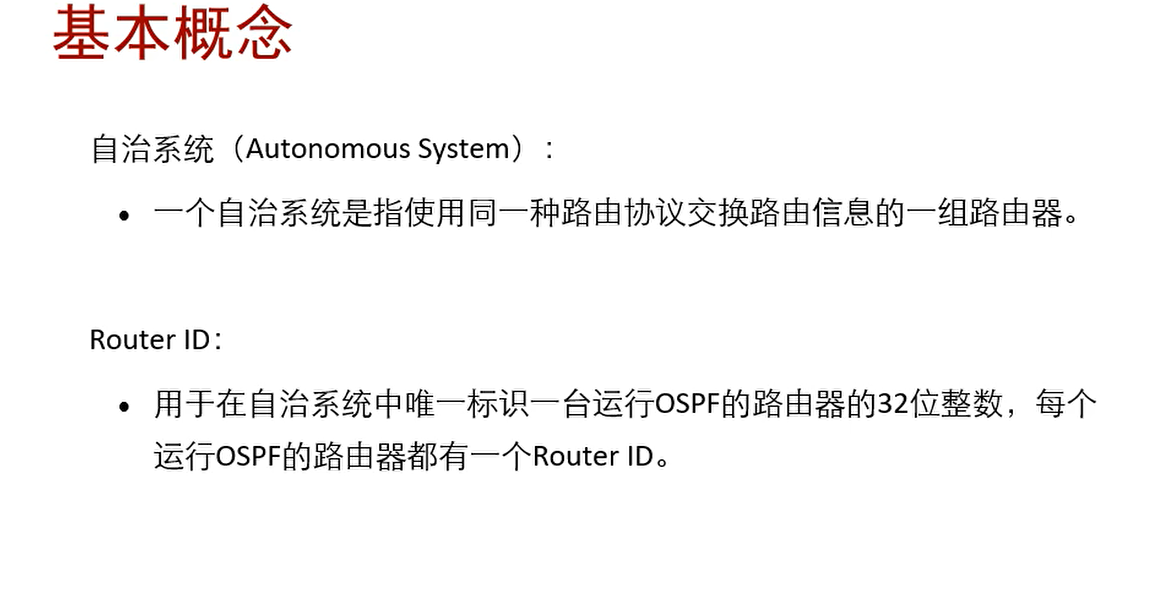 基本概念
自治系统（Autonomous System）：
• 一个自治系统是指使用同一种路由协议交换路由信息的一组路由器。
Router ID：
• 用于在自治系统中唯一标识一台运行OSPF的路由器的32位整数，每个
运行OSPF的路由器都有一个Router ID。